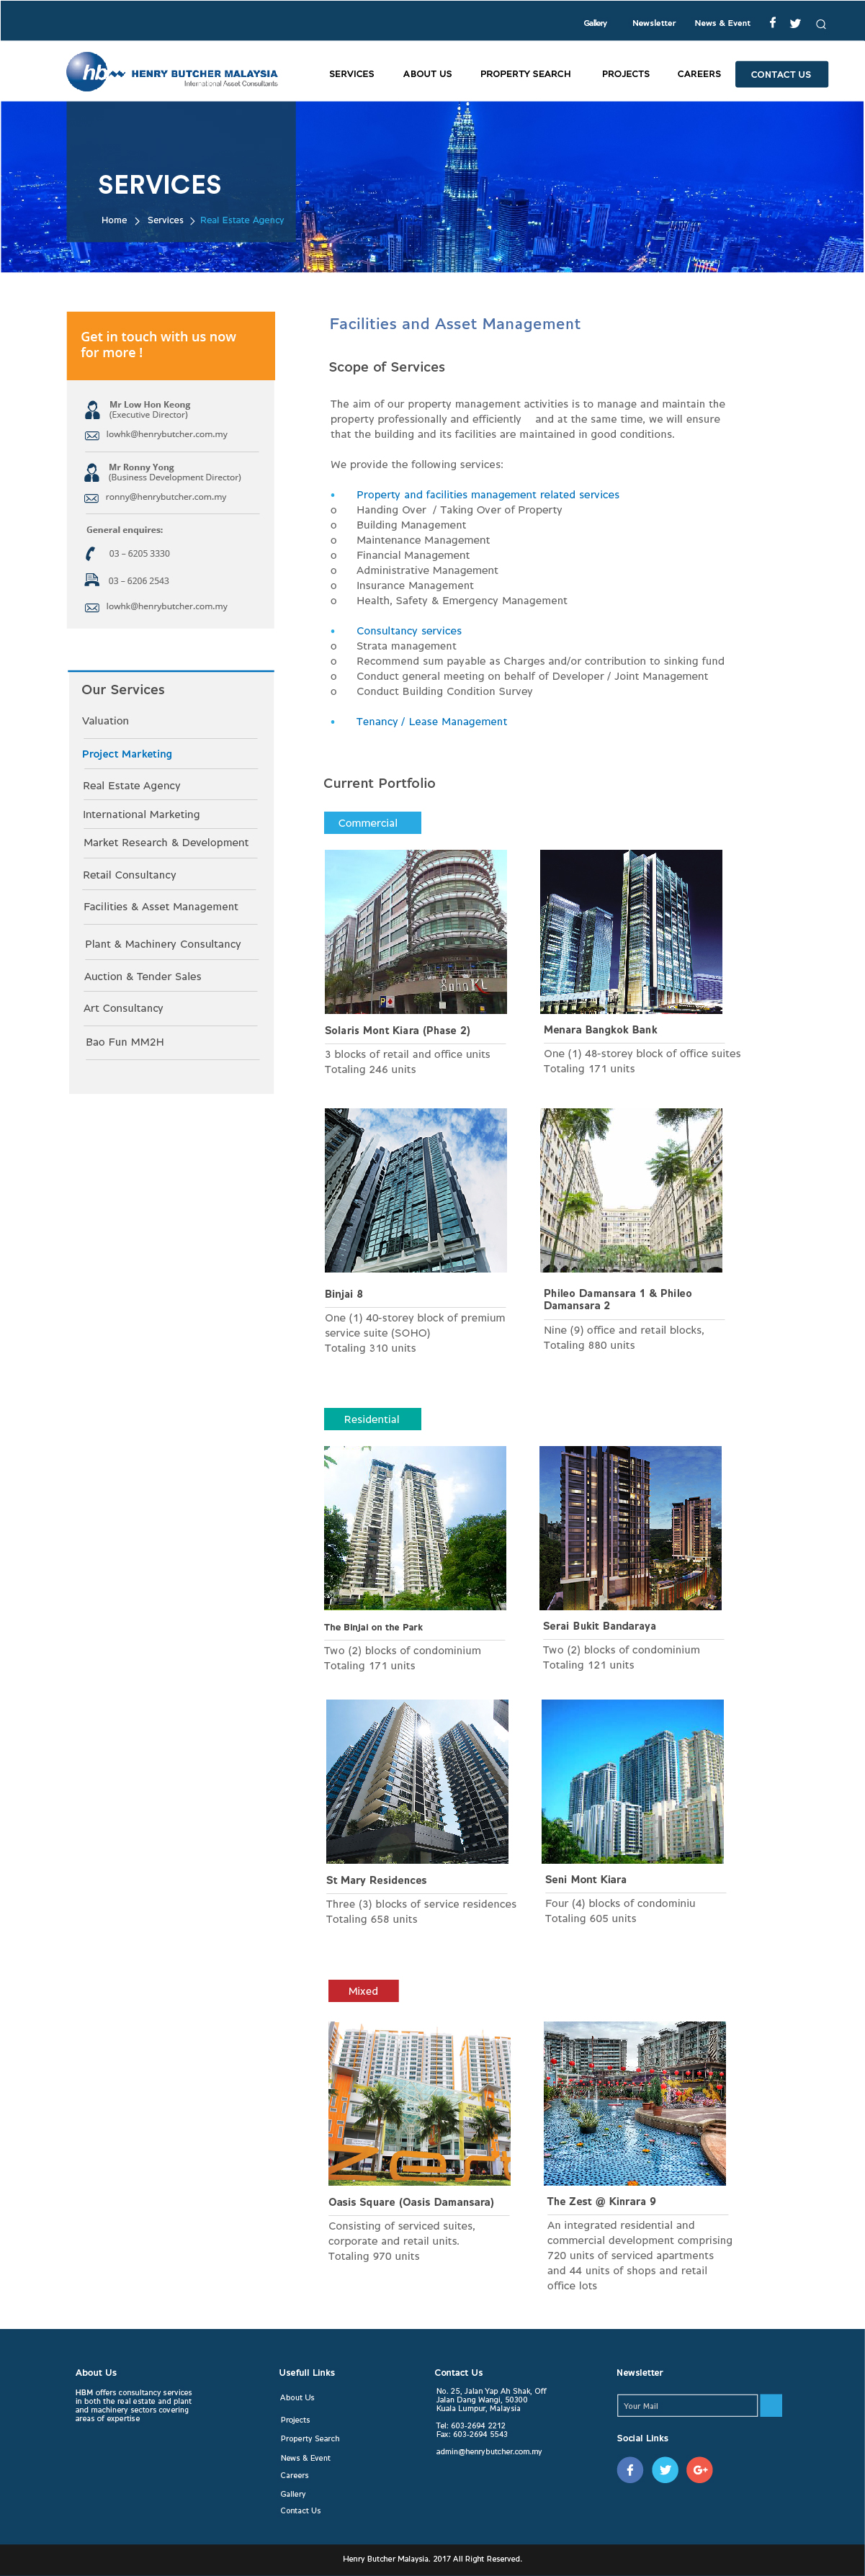 Gallery Newsletter News & Event
hb HENRY BUTCHER MALAYSIA
International Asset Consultants
SERVICES ABOUT US PROPERTY SEARCH PROJECTS CAREERS CONTACT US
SERVICES
Home > Services > Real Estate Agency
Get in touch with us now
for more !
Mr Low Hon Keong
(Executive Director)
lowhk@henrybutcher.com.my
Mr Ronny Yong
(Business Development Director)
ronny@henrybutcher.com.my
General enquires:
03 – 6205 3330
03 – 6206 2543
lowhk@henrybutcher.com.my
Our Services
Valuation
Project Marketing
Real Estate Agency
International Marketing
Market Research & Development
Retail Consultancy
Facilities & Asset Management
Plant & Machinery Consultancy
Auction & Tender Sales
Art Consultancy
Bao Fun MM2H
Facilities and Asset Management
Scope of Services
The aim of our property management activities is to manage and maintain the
property professionally and efficiently and at the same time, we will ensure
that the building and its facilities are maintained in good conditions.
We provide the following services:
• Property and facilities management related services
o Handing Over / Taking Over of Property
o Building Management
o Maintenance Management
o Financial Management
o Administrative Management
o Insurance Management
o Health, Safety & Emergency Management
• Consultancy services
o Strata management
o Recommend sum payable as Charges and/or contribution to sinking fund
o Conduct general meeting on behalf of Developer / Joint Management
o Conduct Building Condition Survey
• Tenancy / Lease Management
Current Portfolio
Commercial
Soho KL
P
Solaris Mont Kiara (Phase 2)
3 blocks of retail and office units
Totaling 246 units
Menara Bangkok Bank
One (1) 48-storey block of office suites
Totaling 171 units
Binjai 8
One (1) 40-storey block of premium
service suite (SOHO)
Totaling 310 units
Phileo Damansara 1 & Phileo
Damansara 2
Nine (9) office and retail blocks,
Totaling 880 units
Residential
The Binjai on the Park
Two (2) blocks of condominium
Totaling 171 units
Serai Bukit Bandaraya
Two (2) blocks of condominium
Totaling 121 units
St Mary Residences
Three (3) blocks of service residences
Totaling 658 units
Seni Mont Kiara
Four (4) blocks of condominiu
Totaling 605 units
Mixed
Zest
Oasis Square (Oasis Damansara)
Consisting of serviced suites,
corporate and retail units.
Totaling 970 units
The Zest @ Kinrara 9
An integrated residential and
commercial development comprising
720 units of serviced apartments
and 44 units of shops and retail
office lots
About Us
HBM offers consultancy services
in both the real estate and plant
and machinery sectors covering
areas of expertise
Usefull Links
About Us
Projects
Property Search
News & Event
Careers
Gallery
Contact Us
Contact Us
No. 25, Jalan Yap Ah Shak, Off
Jalan Dang Wangi, 50300
Kuala Lumpur, Malaysia
Tel: 603-2694 2212
Fax: 603-2694 5543
admin@henrybutcher.com.my
Newsletter
Your Mail
Social Links
Henry Butcher Malaysia. 2017 All Right Reserved.